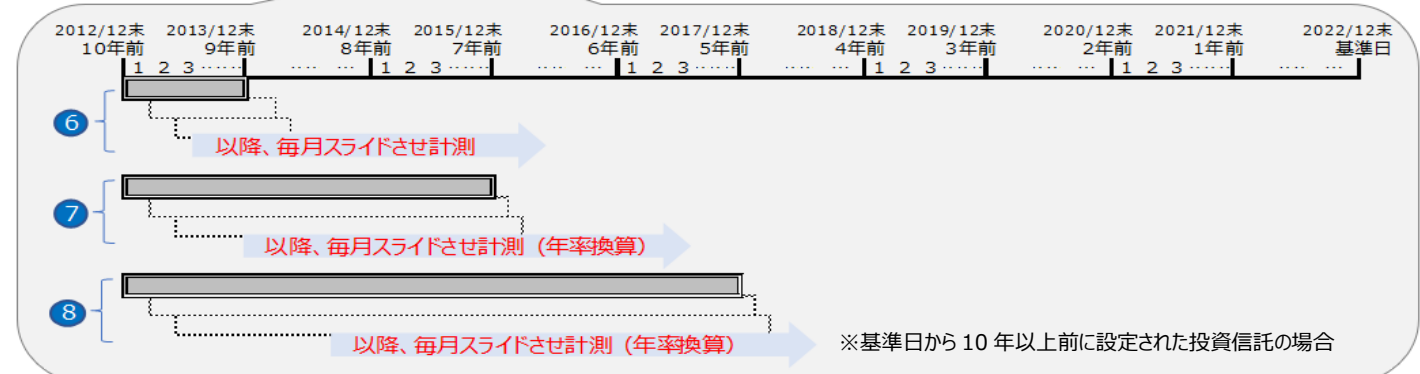 2012/12末 2013/12末 2014/12末 2015/12末 2016/12末 2017/12末 2018/12末 2019/12末 2020/12末 2021/12末 2022/12末
10年前 9年前 8年前 7年前 6年前 5年前 4年前 3年前 2年前 1年前 基準日
1 2 3 …… ‥‥ … 1 2 3 …… ‥‥ … 1 2 3 …… ‥‥ … 1 2 3 …… ‥‥ … 1 2 3 …… ‥‥ …
6
以降、毎月スライドさせ計測
7
以降、毎月スライドさせ計測（年率換算）
8
以降、毎月スライドさせ計測（年率換算）
※基準日から 10 年以上前に設定された投資信託の場合